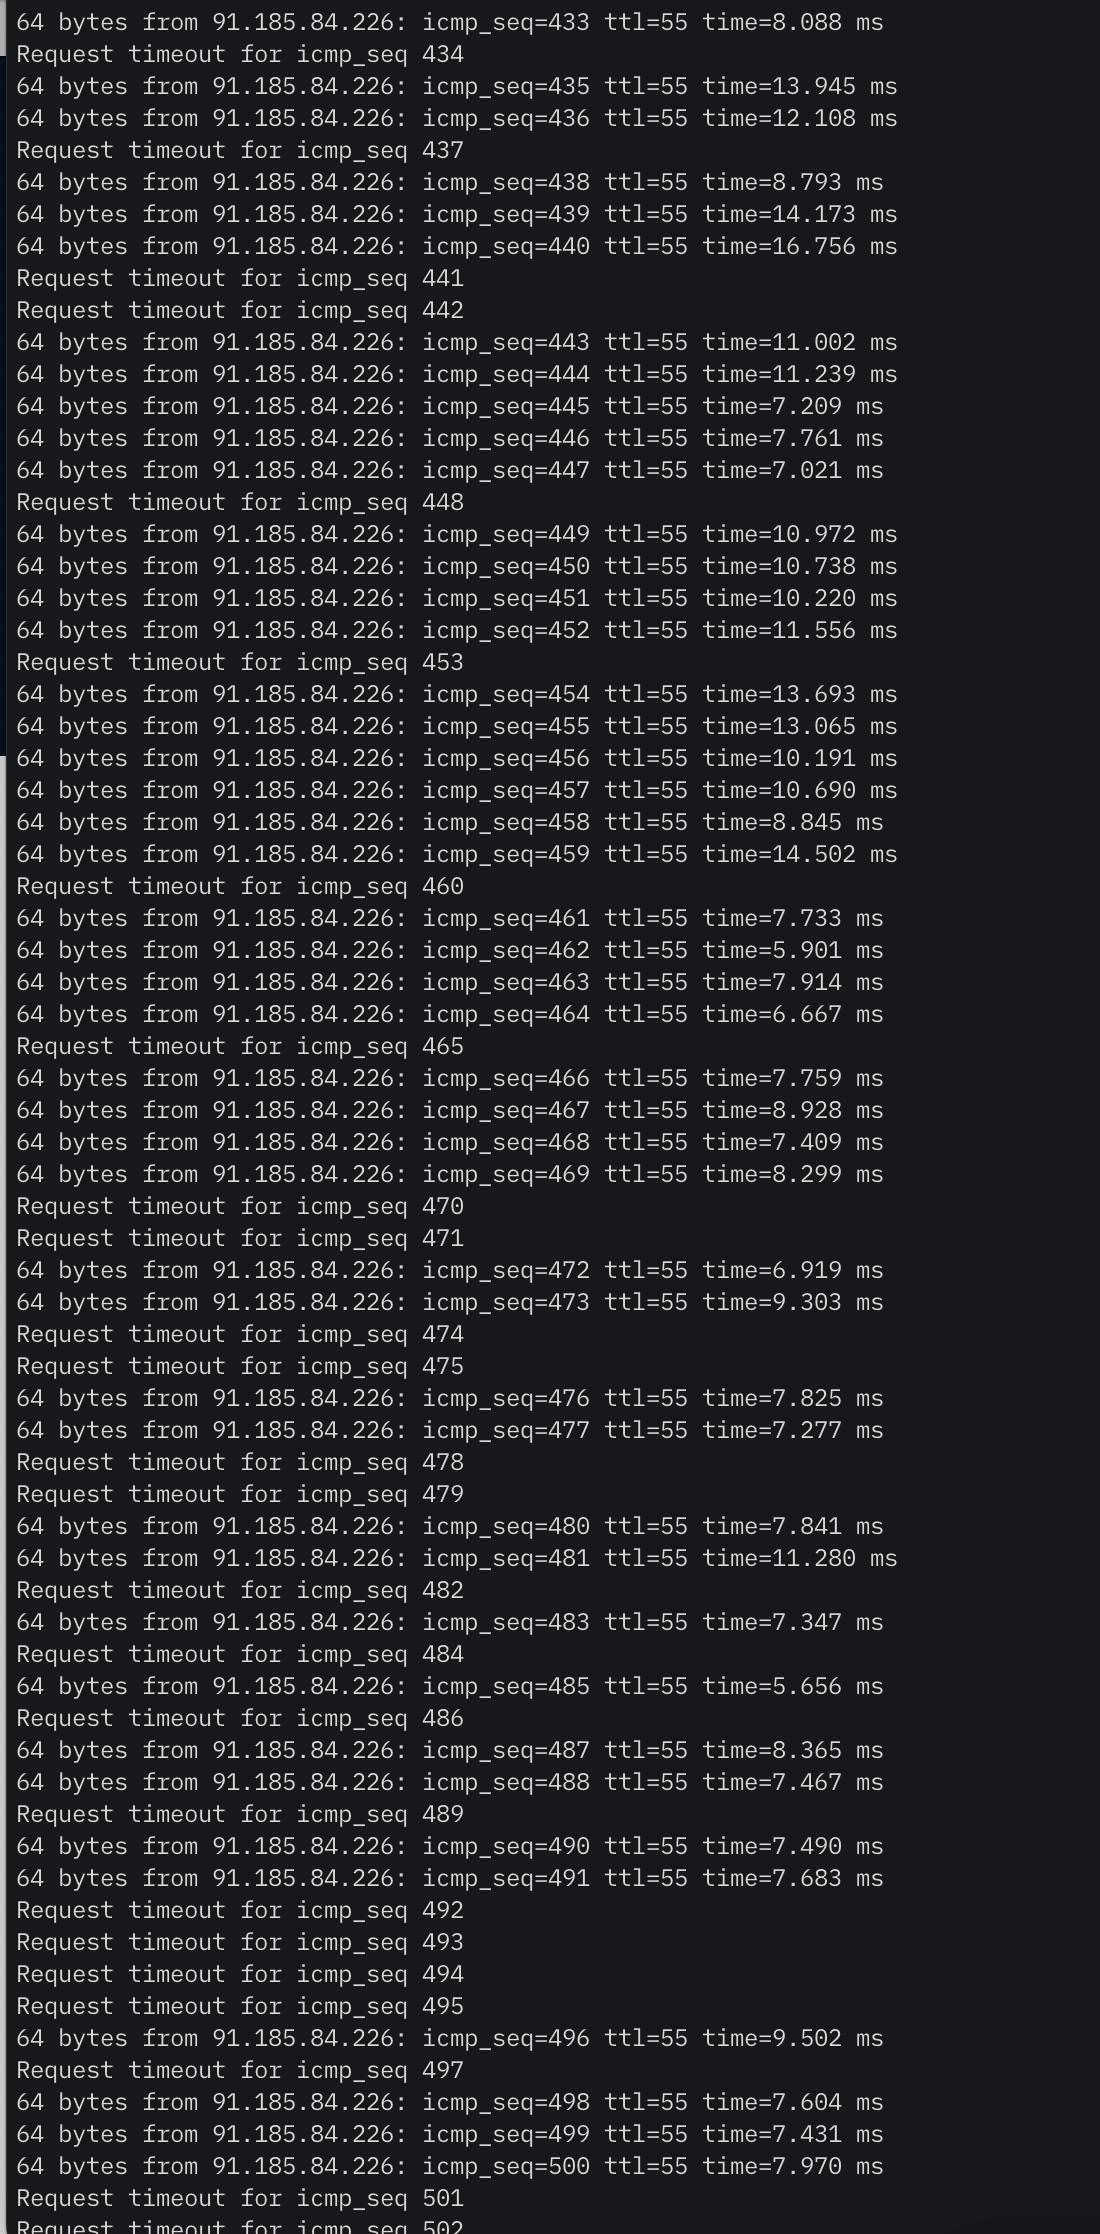 64 bytes from 91.185.84.226: icmp_seq=433 ttl=55 time=8.088 ms
Request timeout for icmp_seq 434
64 bytes from 91.185.84.226: icmp_seq=435 ttl=55 time=13.945 ms
64 bytes from 91.185.84.226: icmp_seq=436 ttl=55 time=12.108 ms
Request timeout for icmp_seq 437
64 bytes from 91.185.84.226: icmp_seq=438 ttl=55 time=8.793 ms
64 bytes from 91.185.84.226: icmp_seq=439 ttl=55 time=14.173 ms
64 bytes from 91.185.84.226: icmp_seq=440 ttl=55 time=16.756 ms
Request timeout for icmp_seq 441
Request timeout for icmp_seq 442
64 bytes from 91.185.84.226: icmp_seq=443 ttl=55 time=11.002 ms
64 bytes from 91.185.84.226: icmp_seq=444 ttl=55 time=11.239 ms
64 bytes from 91.185.84.226: icmp_seq=445 ttl=55 time=7.209 ms
64 bytes from 91.185.84.226: icmp_seq=446 ttl=55 time=7.761 ms
64 bytes from 91.185.84.226: icmp_seq=447 ttl=55 time=7.021 ms
Request timeout for icmp_seq 448
64 bytes from 91.185.84.226: icmp_seq=449 ttl=55 time=10.972 ms
64 bytes from 91.185.84.226: icmp_seq=450 ttl=55 time=10.738 ms
64 bytes from 91.185.84.226: icmp_seq=451 ttl=55 time=10.220 ms
64 bytes from 91.185.84.226: icmp_seq=452 ttl=55 time=11.556 ms
Request timeout for icmp_seq 453
64 bytes from 91.185.84.226: icmp_seq=454 ttl=55 time=13.693 ms
64 bytes from 91.185.84.226: icmp_seq=455 ttl=55 time=13.065 ms
64 bytes from 91.185.84.226: icmp_seq=456 ttl=55 time=10.191 ms
64 bytes from 91.185.84.226: icmp_seq=457 ttl=55 time=10.690 ms
64 bytes from 91.185.84.226: icmp_seq=458 ttl=55 time=8.845 ms
64 bytes from 91.185.84.226: icmp_seq=459 ttl=55 time=14.502 ms
Request timeout for icmp_seq 460
64 bytes from 91.185.84.226: icmp_seq=461 ttl=55 time=7.733 ms
64 bytes from 91.185.84.226: icmp_seq=462 ttl=55 time=5.901 ms
64 bytes from 91.185.84.226: icmp_seq=463 ttl=55 time=7.914 ms
64 bytes from 91.185.84.226: icmp_seq=464 ttl=55 time=6.667 ms
Request timeout for icmp_seq 465
64 bytes from 91.185.84.226: icmp_seq=466 ttl=55 time=7.759 ms
64 bytes from 91.185.84.226: icmp_seq=467 ttl=55 time=8.928 ms
64 bytes from 91.185.84.226: icmp_seq=468 ttl=55 time=7.409 ms
64 bytes from 91.185.84.226: icmp_seq=469 ttl=55 time=8.299 ms
Request timeout for icmp_seq 470
Request timeout for icmp_seq 471
64 bytes from 91.185.84.226: icmp_seq=472 ttl=55 time=6.919 ms
64 bytes from 91.185.84.226: icmp_seq=473 ttl=55 time=9.303 ms
Request timeout for icmp_seq 474
Request timeout for icmp_seq 475
64 bytes from 91.185.84.226: icmp_seq=476 ttl=55 time=7.825 ms
64 bytes from 91.185.84.226: icmp_seq=477 ttl=55 time=7.277 ms
Request timeout for icmp_seq 478
Request timeout for icmp_seq 479
64 bytes from 91.185.84.226: icmp_seq=480 ttl=55 time=7.841 ms
64 bytes from 91.185.84.226: icmp_seq=481 ttl=55 time=11.280 ms
Request timeout for icmp_seq 482
64 bytes from 91.185.84.226: icmp_seq=483 ttl=55 time=7.347 ms
Request timeout for icmp_seq 484
64 bytes from 91.185.84.226: icmp_seq=485 ttl=55 time=5.656 ms
Request timeout for icmp_seq 486
64 bytes from 91.185.84.226: icmp_seq=487 ttl=55 time=8.365 ms
64 bytes from 91.185.84.226: icmp_seq=488 ttl=55 time=7.467 ms
Request timeout for icmp_seq 489
64 bytes from 91.185.84.226: icmp_seq=490 ttl=55 time=7.490 ms
64 bytes from 91.185.84.226: icmp_seq=491 ttl=55 time=7.683 ms
Request timeout for icmp_seq 492
Request timeout for icmp_seq 493
Request timeout for icmp_seq 494
Request timeout for icmp_seq 495
64 bytes from 91.185.84.226: icmp_seq=496 ttl=55 time=9.502 ms
Request timeout for icmp_seq 497
64 bytes from 91.185.84.226: icmp_seq=498 ttl=55 time=7.604 ms
64 bytes from 91.185.84.226: icmp_seq=499 ttl=55 time=7.431 ms
64 bytes from 91.185.84.226: icmp_seq=500 ttl=55 time=7.970 ms
Request timeout for icmp_seq 501
Request timeout for icmp_seq 502